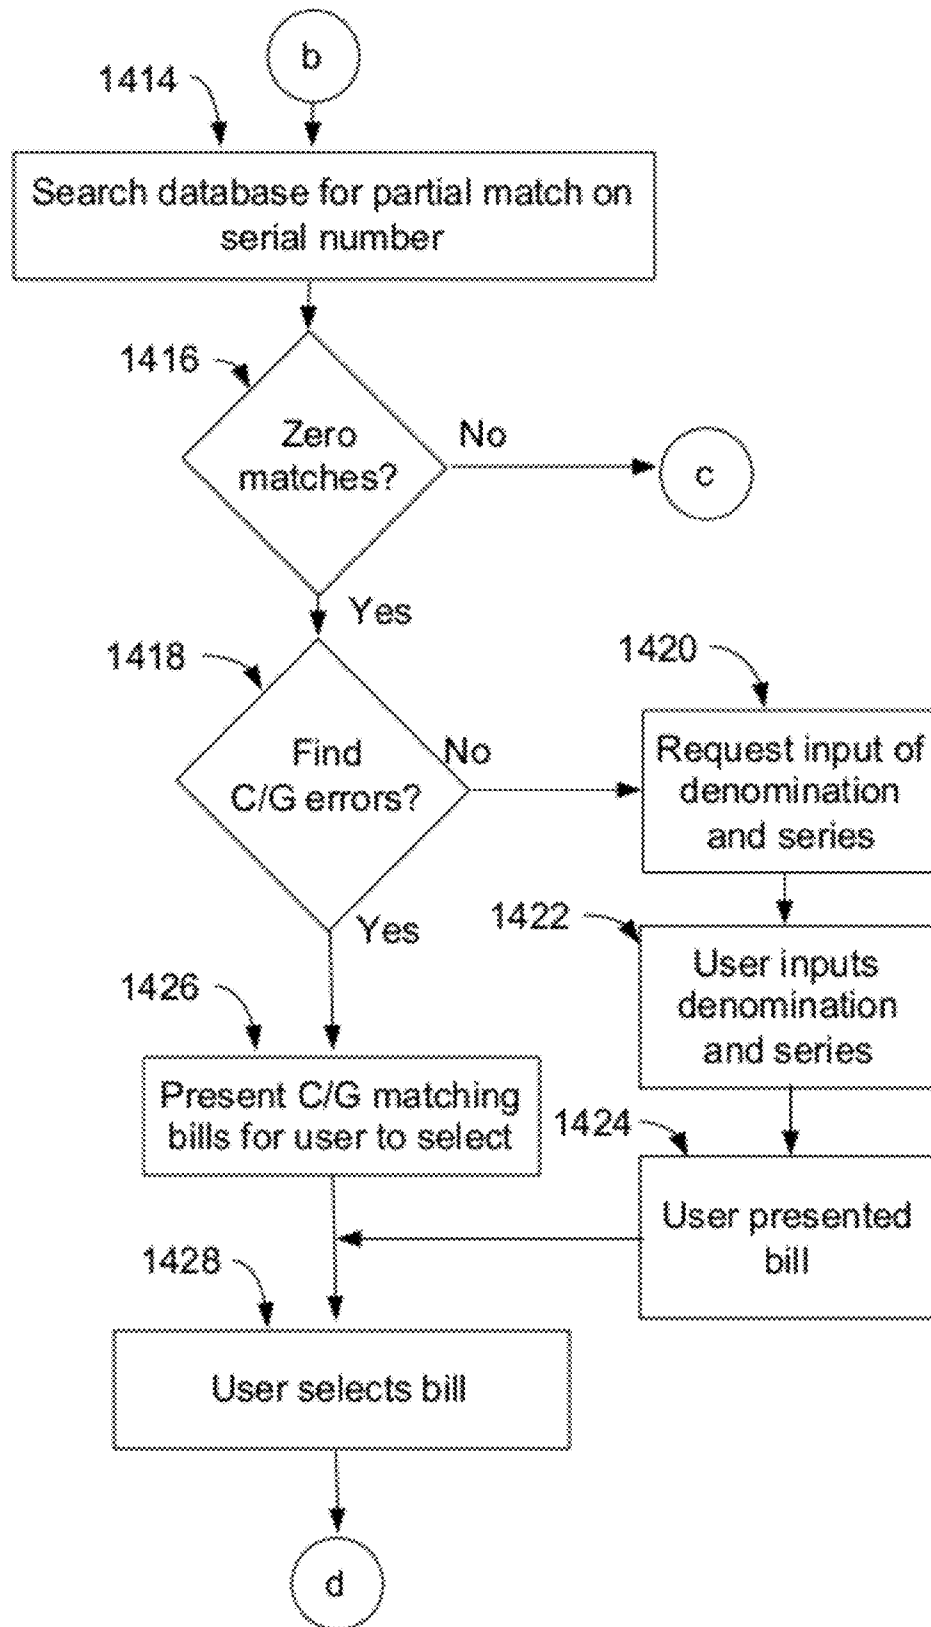 b
1414
Search database for partial match on
serial number
1416
Zero
matches?
No
c
Yes
1418
Find
C/G errors?
No
1420
Request input of
denomination
and series
Yes
1422
User inputs
denomination
and series
1426
Present C/G matching
bills for user to select
1424
User presented
bill
1428
User selects bill
d